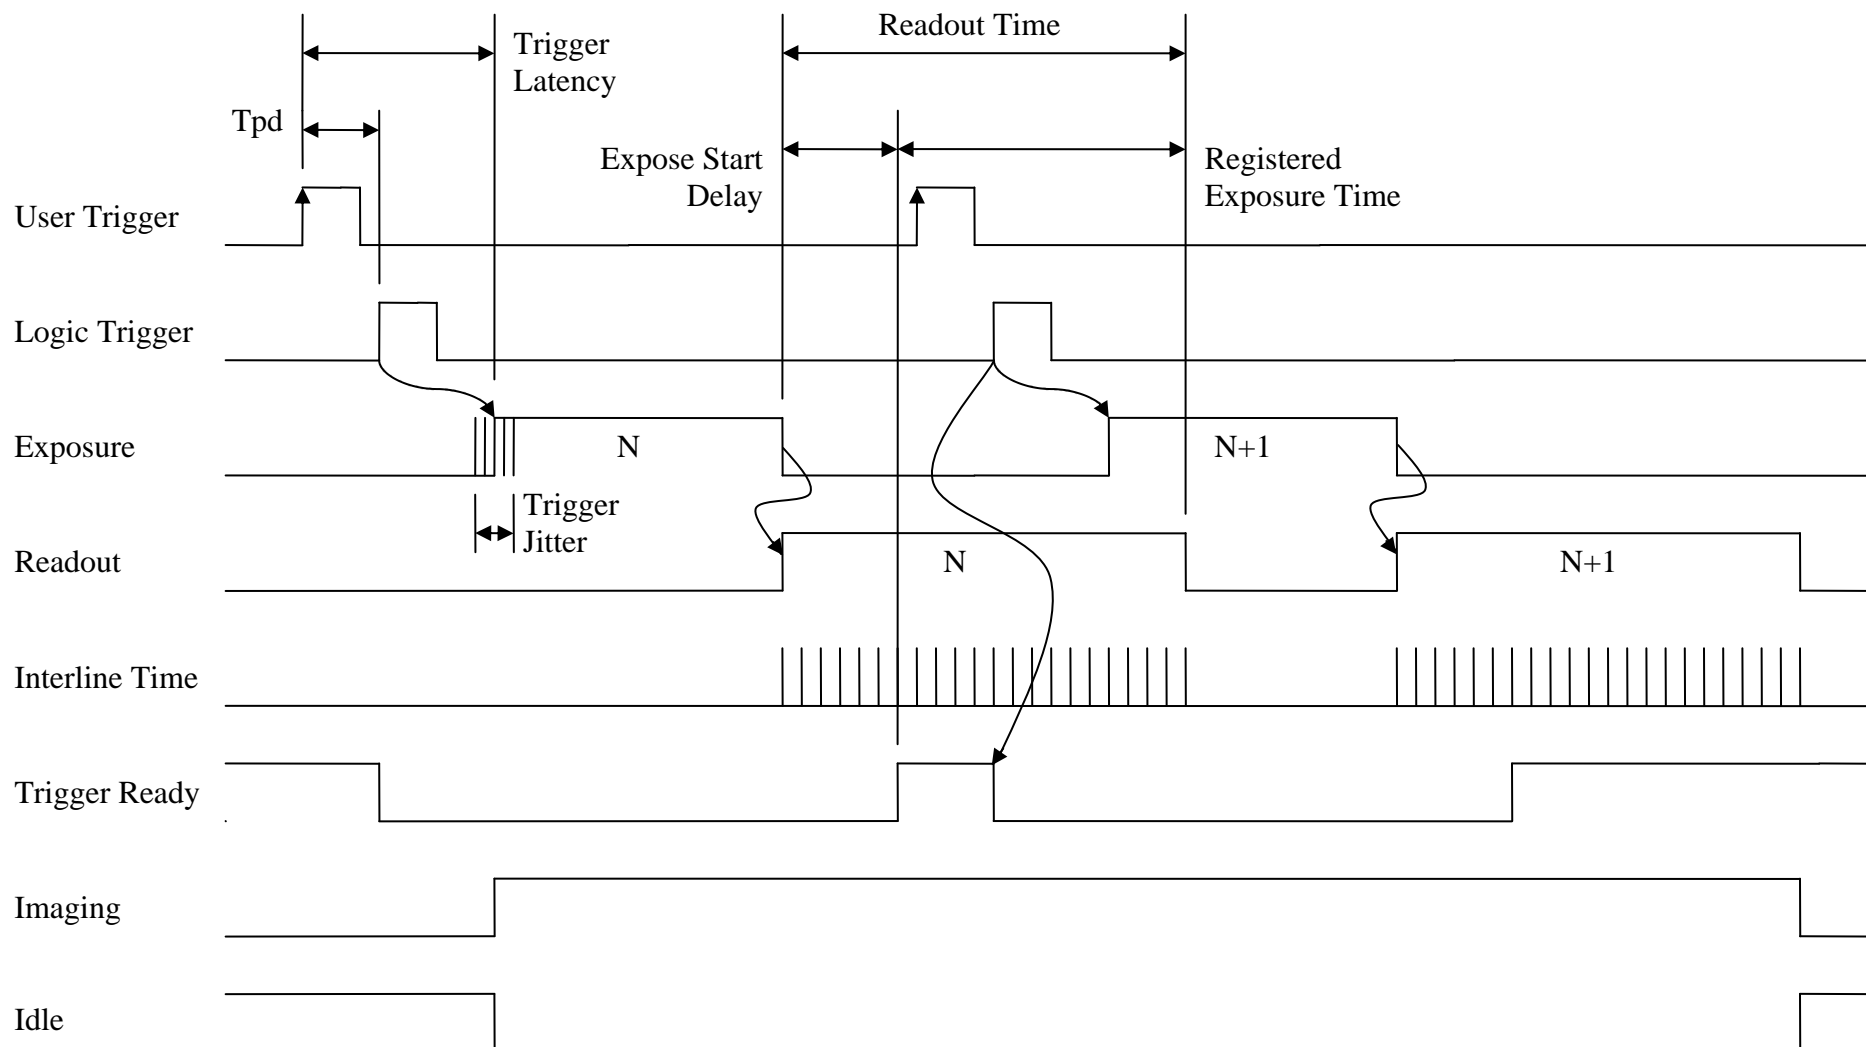 Readout Time
Trigger
Latency
Tpd
Expose Start
Delay
Registered
Exposure Time
User Trigger
Logic Trigger
Exposure
N
N+1
Trigger
Jitter
Readout
N
N+1
Interline Time
Trigger Ready
Imaging
Idle